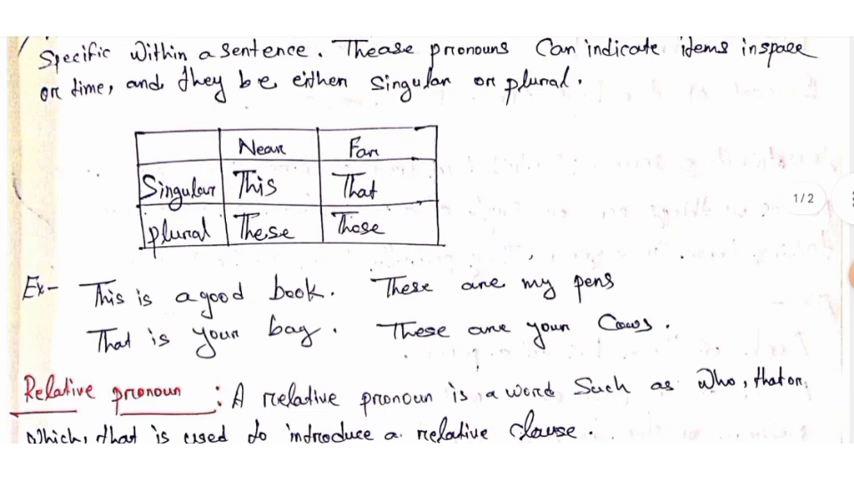 Specific within a sentence. Thease pronouns can indicate items in space
or time, and they be either singular or plural.
Near Far
Singular This That
plural These Those
Ex- This is a good book. These are my pens
That is your bag. These are your Cows.
Relative pronoun : A relative pronoun is a word such as who, that or,
which, that is used to introduce a relative clause.
1/2